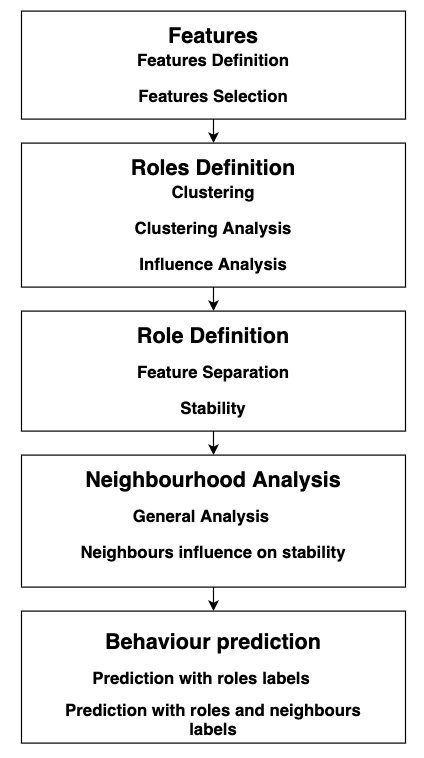 Features
Features Definition
Features Selection
Roles Definition
Clustering
Clustering Analysis
Influence Analysis
Role Definition
Feature Separation
Stability
Neighbourhood Analysis
General Analysis
Neighbours influence on stability
Behaviour prediction
Prediction with roles labels
Prediction with roles and neighbours
labels